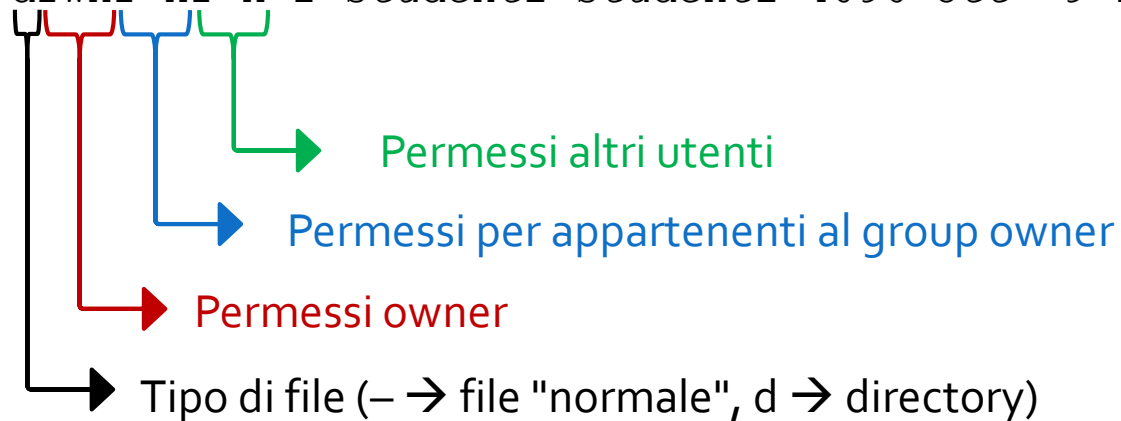 Permessi altri utenti
Permessi per appartenenti al group owner
Permessi owner
Tipo di file (– → file "normale", d → directory)